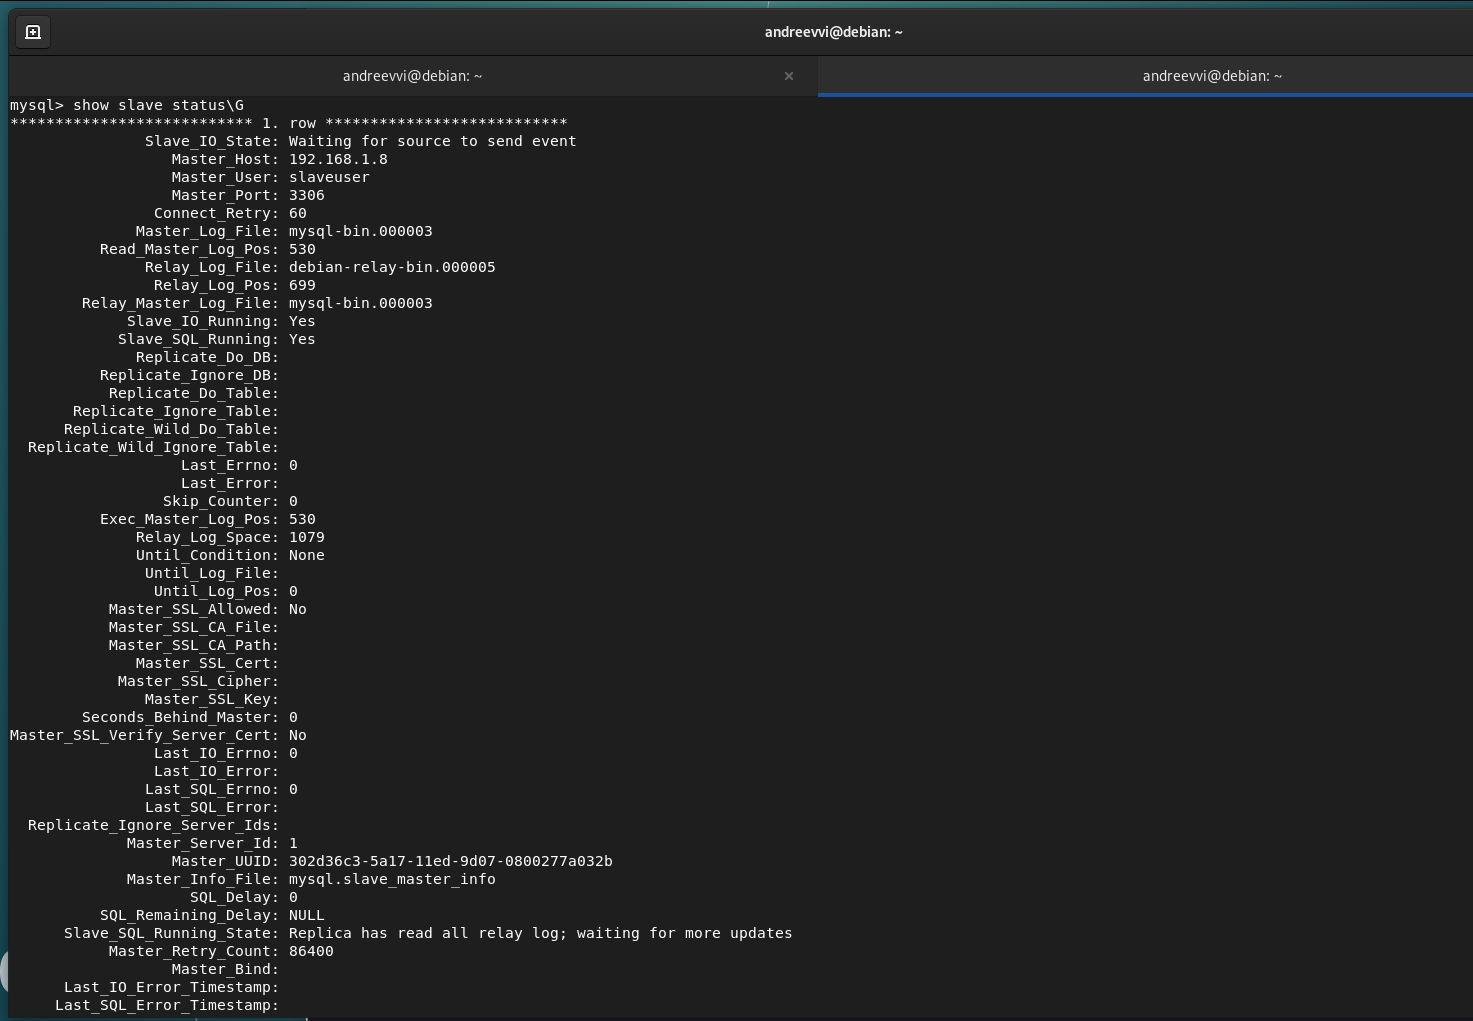 andreevvi@debian: ~
andreevvi@debian: ~ × andreevvi@debian: ~
mysql> show slave status\G
*************************** 1. row ***************************
               Slave_IO_State: Waiting for source to send event
                  Master_Host: 192.168.1.8
                  Master_User: slaveuser
                  Master_Port: 3306
                Connect_Retry: 60
              Master_Log_File: mysql-bin.000003
          Read_Master_Log_Pos: 530
               Relay_Log_File: debian-relay-bin.000005
                Relay_Log_Pos: 699
        Relay_Master_Log_File: mysql-bin.000003
             Slave_IO_Running: Yes
            Slave_SQL_Running: Yes
              Replicate_Do_DB:
          Replicate_Ignore_DB:
           Replicate_Do_Table:
       Replicate_Ignore_Table:
      Replicate_Wild_Do_Table:
  Replicate_Wild_Ignore_Table:
                   Last_Errno: 0
                   Last_Error:
                 Skip_Counter: 0
          Exec_Master_Log_Pos: 530
              Relay_Log_Space: 1079
              Until_Condition: None
               Until_Log_File:
                Until_Log_Pos: 0
           Master_SSL_Allowed: No
           Master_SSL_CA_File:
           Master_SSL_CA_Path:
              Master_SSL_Cert:
            Master_SSL_Cipher:
               Master_SSL_Key:
        Seconds_Behind_Master: 0
Master_SSL_Verify_Server_Cert: No
                Last_IO_Errno: 0
                Last_IO_Error:
               Last_SQL_Errno: 0
               Last_SQL_Error:
  Replicate_Ignore_Server_Ids:
             Master_Server_Id: 1
                  Master_UUID: 302d36c3-5a17-11ed-9d07-0800277a032b
             Master_Info_File: mysql.slave_master_info
                    SQL_Delay: 0
          SQL_Remaining_Delay: NULL
      Slave_SQL_Running_State: Replica has read all relay log; waiting for more updates
           Master_Retry_Count: 86400
                  Master_Bind:
      Last_IO_Error_Timestamp:
     Last_SQL_Error_Timestamp: